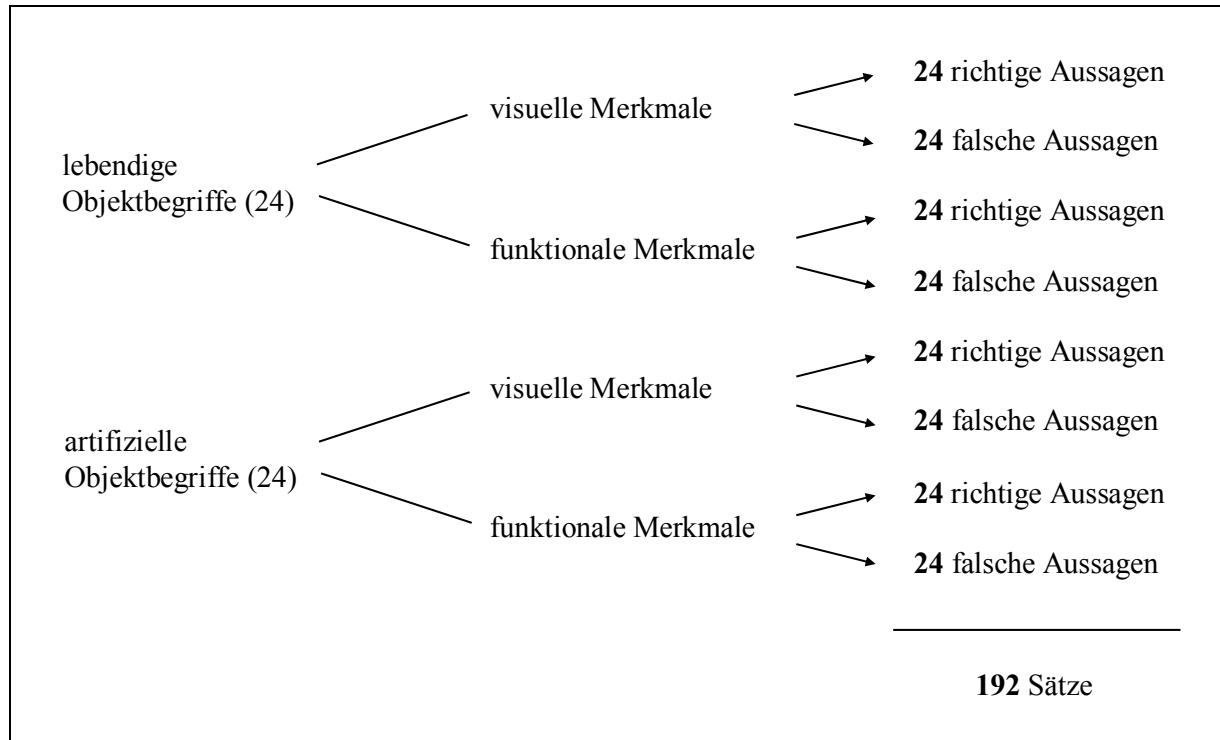 lebendige
Objektbegriffe (24)
visuelle Merkmale
24 richtige Aussagen
24 falsche Aussagen
funktionale Merkmale
24 richtige Aussagen
24 falsche Aussagen
artifizielle
Objektbegriffe (24)
visuelle Merkmale
24 richtige Aussagen
24 falsche Aussagen
funktionale Merkmale
24 richtige Aussagen
24 falsche Aussagen
192 Sätze